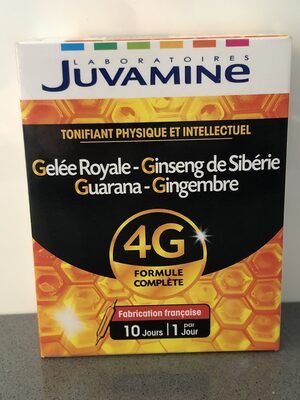 LABORATOIRES
JUVAMINE
TONIFIANT PHYSIQUE ET INTELLECTUEL
Gelée Royale - Ginseng de Sibérie
Guarana - Gingembre
4G
FORMULE
COMPLÈTE
Fabrication française
10 Jours | 1 par Jour